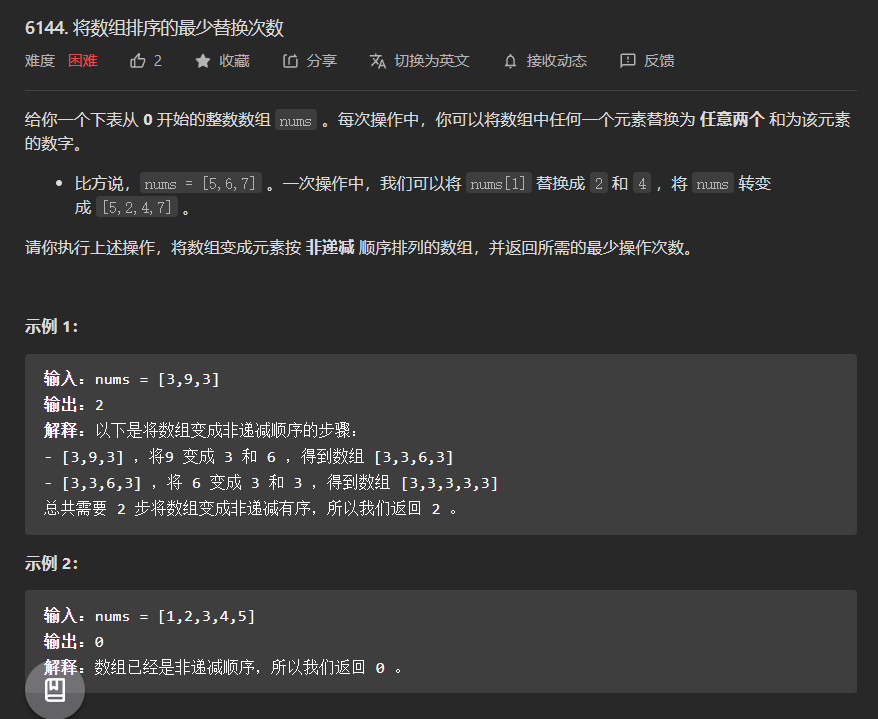 6144. 将数组排序的最少替换次数
难度 困难 2 收藏 分享 切换为英文 接收动态 反馈
给你一个下表从 0 开始的整数数组 nums 。每次操作中，你可以将数组中任何一个元素替换为 任意两个 和为该元素
的数字。
• 比方说，nums = [5,6,7] 。一次操作中，我们可以将 nums[1] 替换成 2 和 4 ，将 nums 转变
成 [5,2,4,7] 。
请你执行上述操作，将数组变成元素按 非递减 顺序排列的数组，并返回所需的最少操作次数。
示例 1：
输入：nums = [3,9,3]
输出：2
解释：以下是将数组变成非递减顺序的步骤：
- [3,9,3] ，将9 变成 3 和 6 ，得到数组 [3,3,6,3]
- [3,3,6,3] ，将 6 变成 3 和 3 ，得到数组 [3,3,3,3,3]
总共需要 2 步将数组变成非递减有序，所以我们返回 2 。
示例 2：
输入：nums = [1,2,3,4,5]
输出：0
解释：数组已经是非递减顺序，所以我们返回 0 。